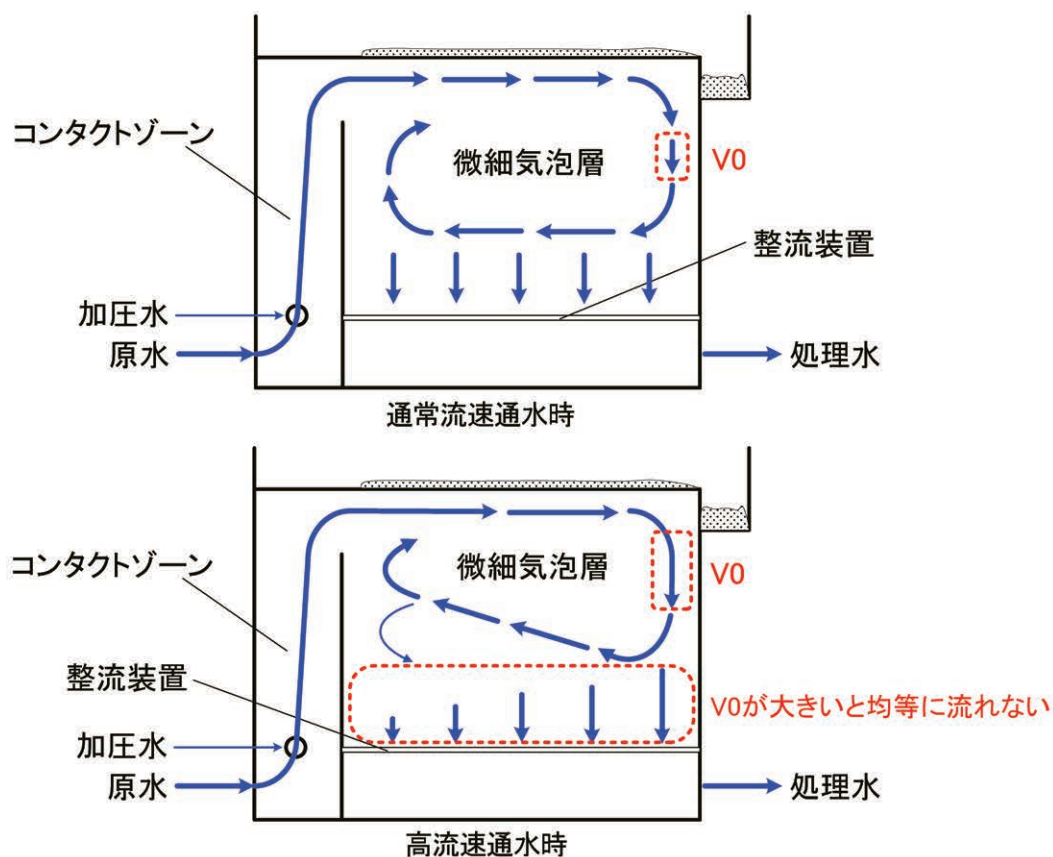 コンタクトゾーン
微細気泡層
V0
整流装置
加圧水
原水
処理水
通常流速通水時
コンタクトゾーン
微細気泡層
V0
整流装置
V0が大きいと均等に流れない
加圧水
原水
処理水
高流速通水時